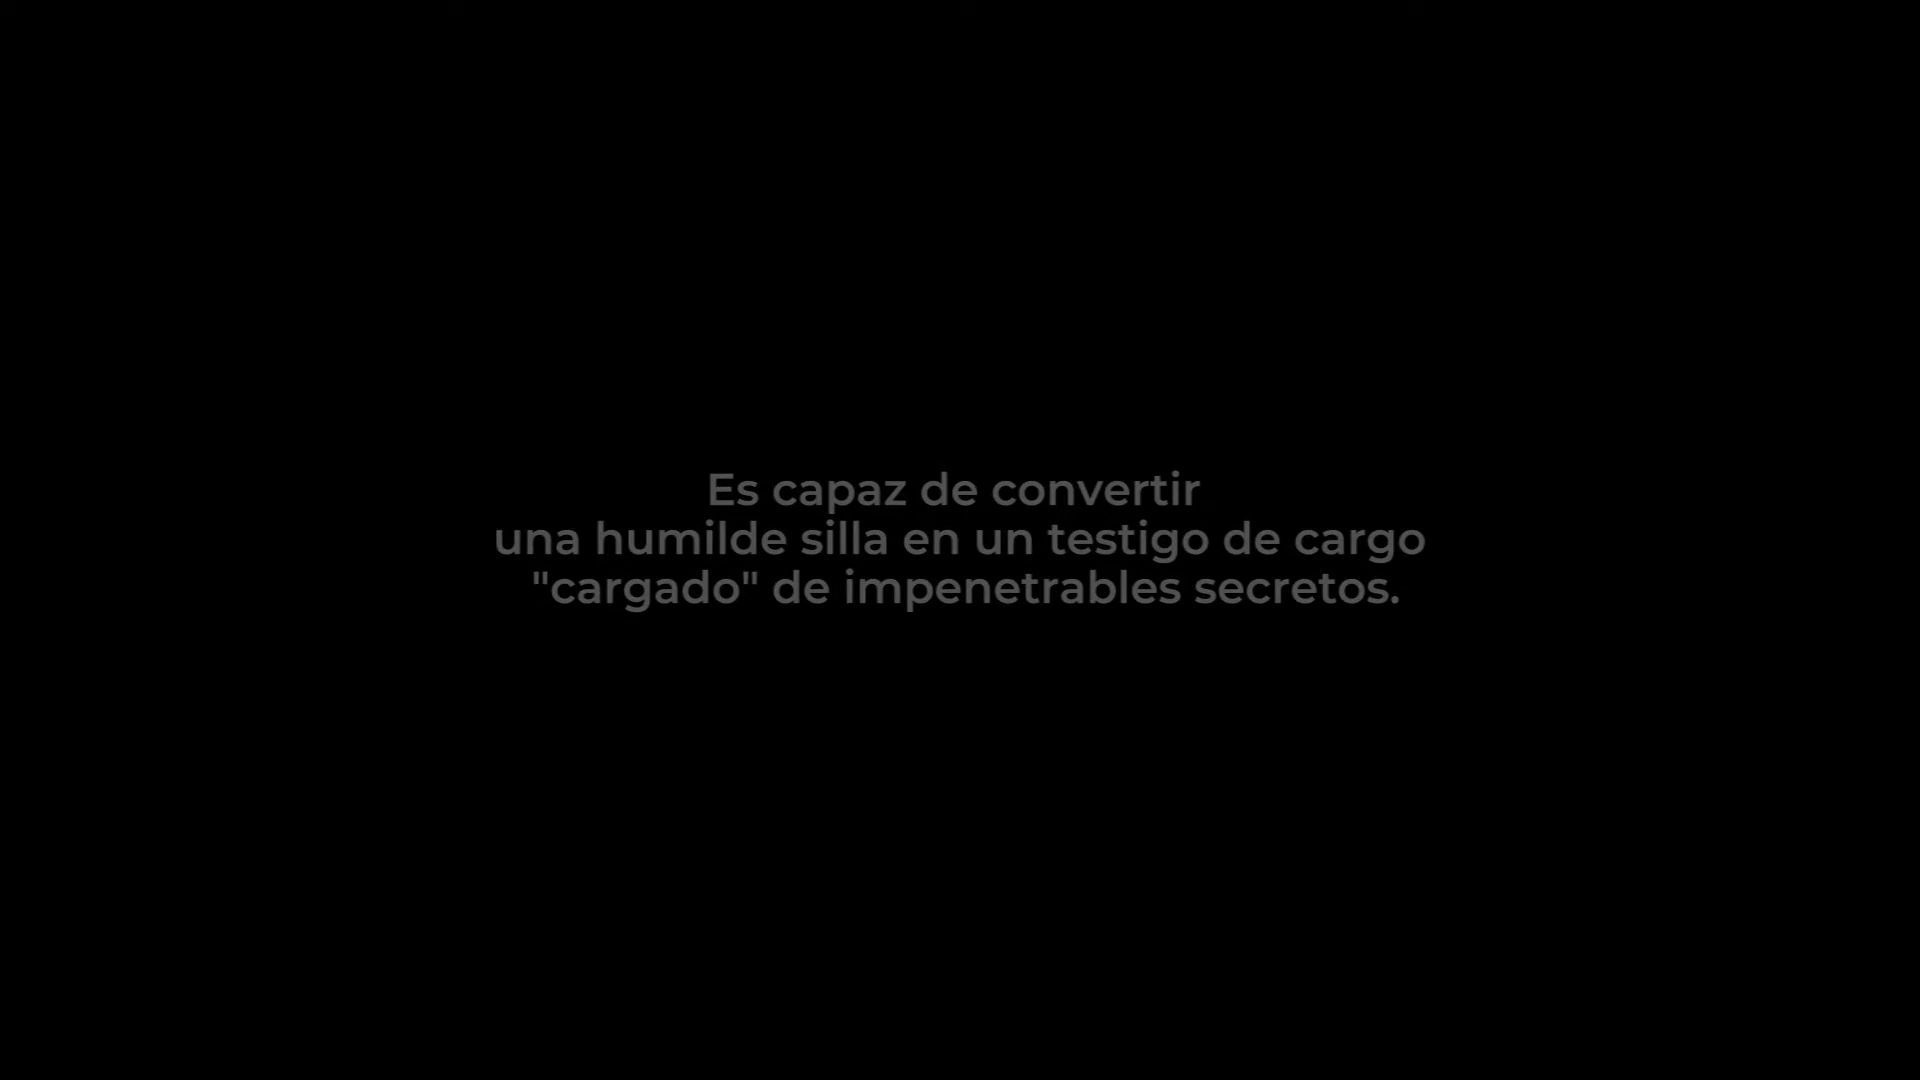 Es capaz de convertir
una humilde silla en un testigo de cargo
"cargado" de impenetrables secretos.